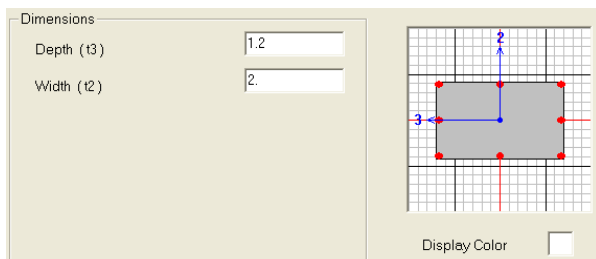 Dimensions
Depth (t3) 1.2
Width (t2) 2.
2
3
Display Color